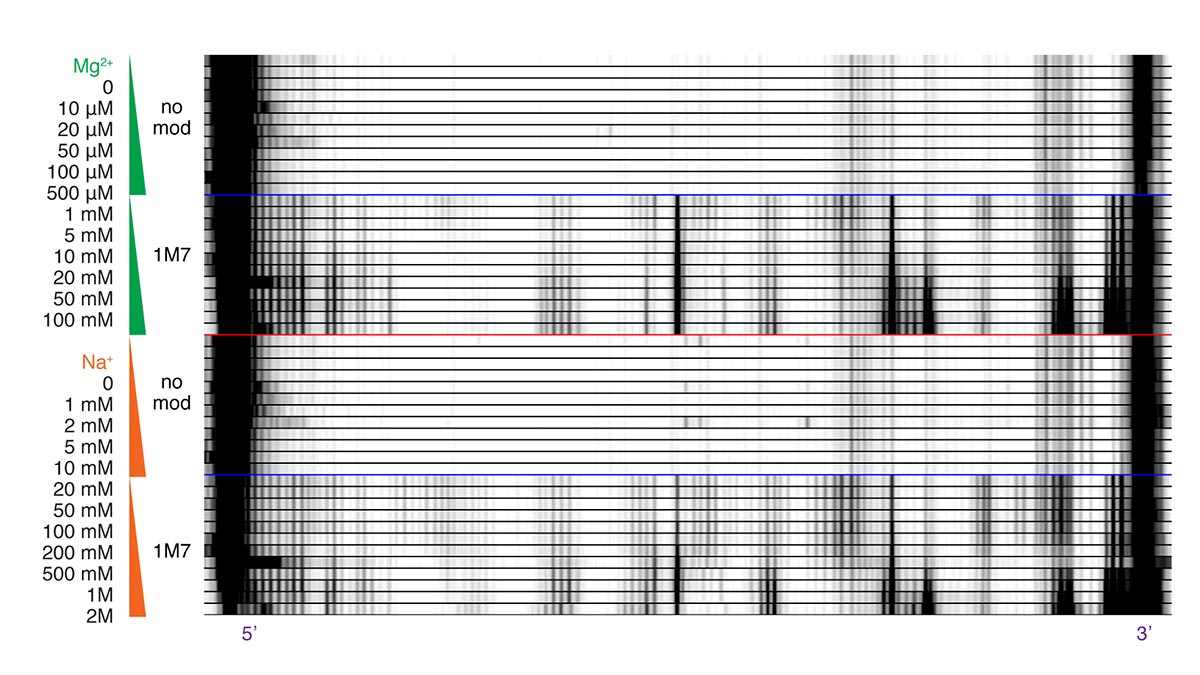 Mg²⁺
0
10 µM
20 µM
50 µM
100 µM
500 µM
1 mM
5 mM
10 mM
20 mM
50 mM
100 mM
no
mod
1M7
Na⁺
0
1 mM
2 mM
5 mM
10 mM
20 mM
50 mM
100 mM
200 mM
500 mM
1M
2M
no
mod
1M7
5’
3’